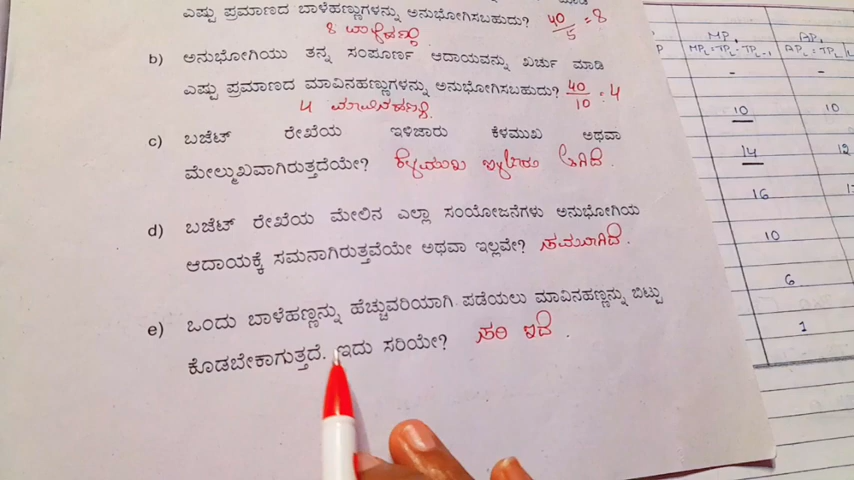 ಎಷ್ಟು ಪ್ರಮಾಣದ ಬಾಳೆಹಣ್ಣುಗಳನ್ನು ಅನುಭೋಗಿಸಬಹುದು? 40/5 = 8
8 ಬಾಳೆಹಣ್ಣು
b) ಅನುಭೋಗಿಯು ತನ್ನ ಸಂಪೂರ್ಣ ಆದಾಯವನ್ನು ಖರ್ಚು ಮಾಡಿ
ಎಷ್ಟು ಪ್ರಮಾಣದ ಮಾವಿನಹಣ್ಣುಗಳನ್ನು ಅನುಭೋಗಿಸಬಹುದು? 40/10 = 4
4 ಮಾವಿನಹಣ್ಣು.
c) ಬಜೆಟ್ ರೇಖೆಯ ಇಳಿಜಾರು ಕೆಳಮುಖ ಅಥವಾ
ಮೇಲ್ಮುಖವಾಗಿರುತ್ತದೆಯೇ? ಕೆಳಮುಖ ಇಳಿಜಾರು ಆಗಿದೆ.
d) ಬಜೆಟ್ ರೇಖೆಯ ಮೇಲಿನ ಎಲ್ಲಾ ಸಂಯೋಜನೆಗಳು ಅನುಭೋಗಿಯ
ಆದಾಯಕ್ಕೆ ಸಮನಾಗಿರುತ್ತವೆಯೇ ಅಥವಾ ಇಲ್ಲವೇ? ಸಮನಾಗಿದೆ.
e) ಒಂದು ಬಾಳೆಹಣ್ಣನ್ನು ಹೆಚ್ಚುವರಿಯಾಗಿ ಪಡೆಯಲು ಮಾವಿನಹಣ್ಣನ್ನು ಬಿಟ್ಟು
ಕೊಡಬೇಕಾಗುತ್ತದೆ. ಇದು ಸರಿಯೇ? ಸರಿ ಇದೆ.
MPL APL
MPL = TPL - TPL-1 APL = TPL/L
- -
10 10
14 12
16
10
6
1